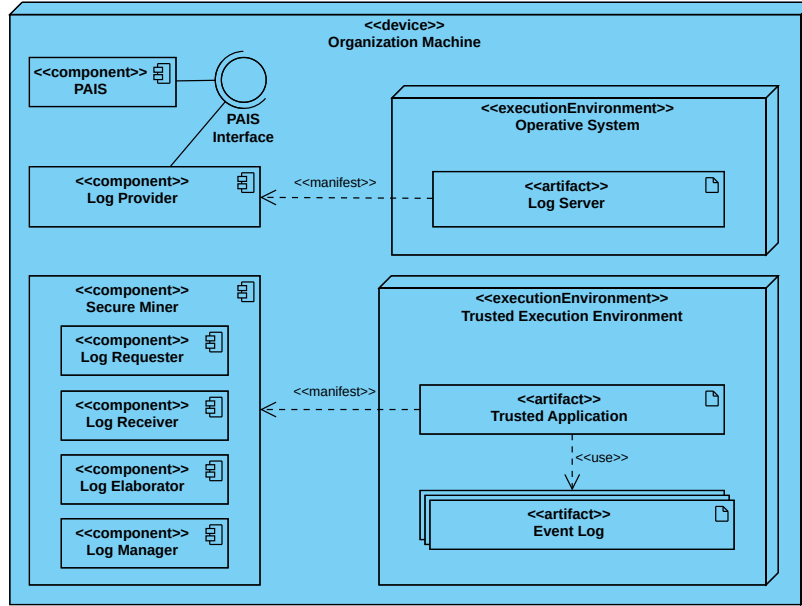 <<device>>
Organization Machine
<<component>>
PAIS
PAIS
Interface
<<component>>
Log Provider
<<manifest>>
<<executionEnvironment>>
Operative System
<<artifact>>
Log Server
<<component>>
Secure Miner
<<component>>
Log Requester
<<component>>
Log Receiver
<<component>>
Log Elaborator
<<component>>
Log Manager
<<manifest>>
<<executionEnvironment>>
Trusted Execution Environment
<<artifact>>
Trusted Application
<<use>>
<<artifact>>
Event Log